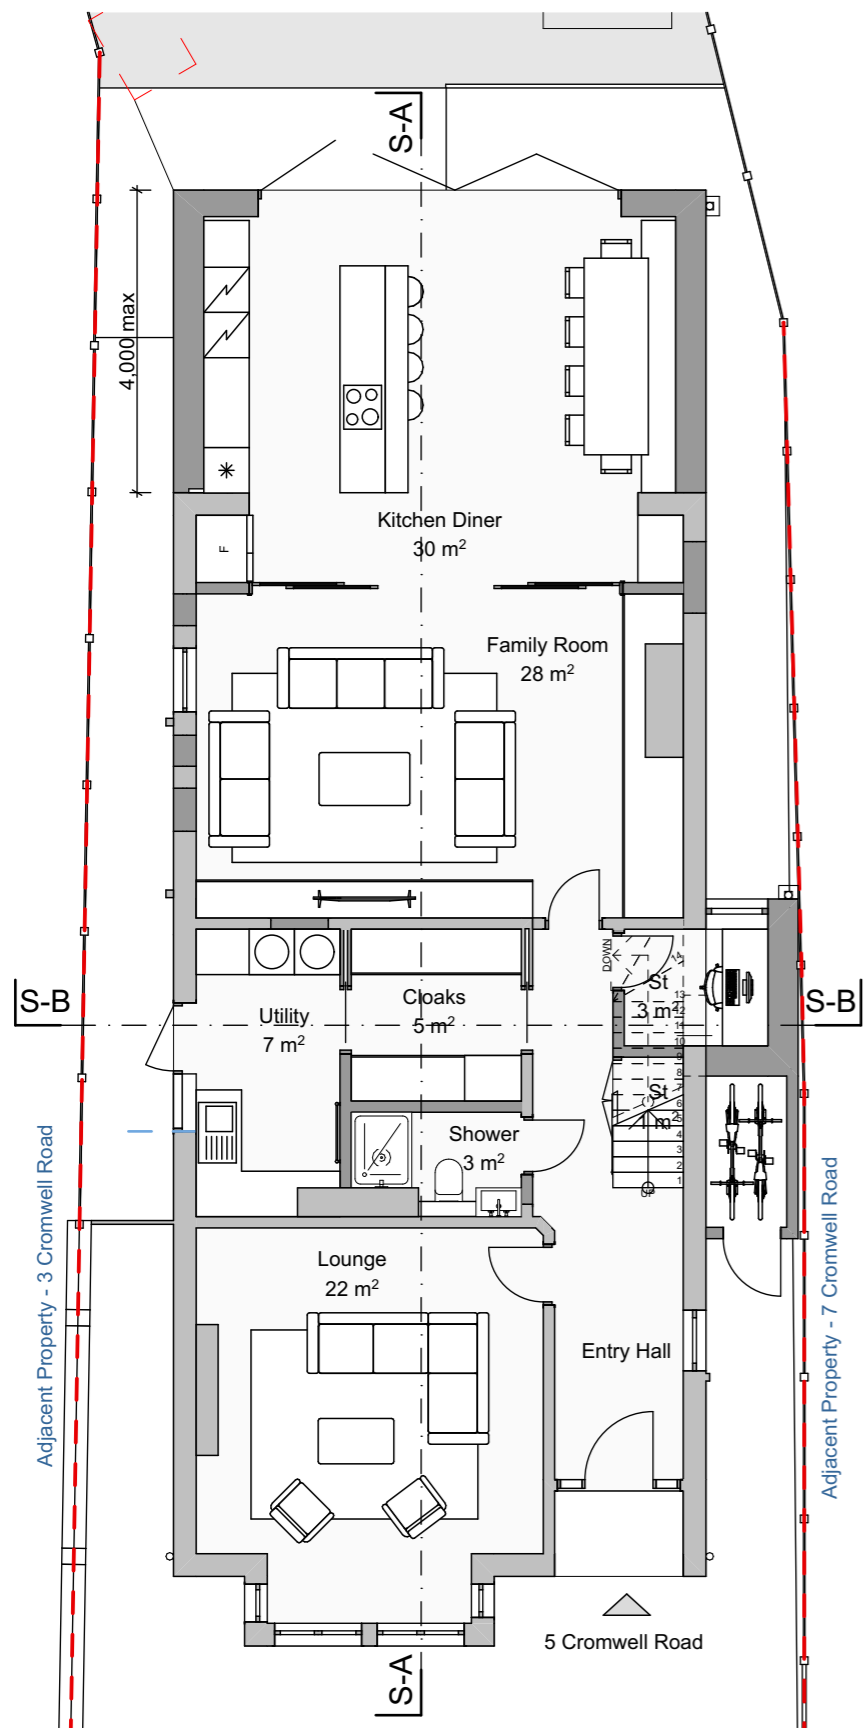 S-A
4,000 max
Kitchen Diner
30 m²
F
Family Room
28 m²
DOWN
S-B
S-B
St
3 m²
Cloaks
5 m²
Utility
7 m²
14
13
12
11
10
9
8
7
6
5
4
3
2
1
St
1 m²
UP
Shower
3 m²
Lounge
22 m²
Entry Hall
Adjacent Property - 3 Cromwell Road
Adjacent Property - 7 Cromwell Road
5 Cromwell Road
S-A